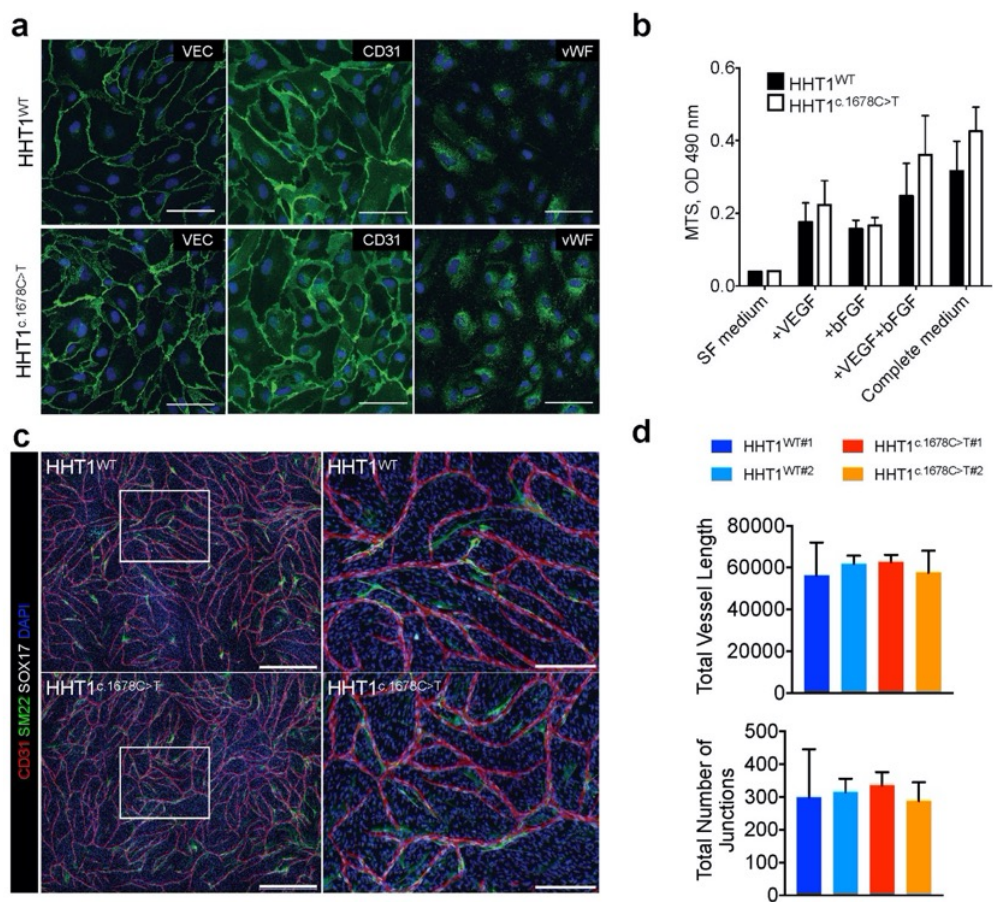 a
VEC
CD31
vWF
HHT1WT
VEC
CD31
vWF
HHT1c.1678C>T
b
HHT1WT
HHT1c.1678C>T
MTS, OD 490 nm
0.6
0.4
0.2
0.0
SF medium
+VEGF
+bFGF
+VEGF+bFGF
Complete medium
c
CD31 SM22 SOX17 DAPI
HHT1WT
HHT1WT
HHT1c.1678C>T
HHT1c.1678C>T
d
HHT1WT#1
HHT1c.1678C>T#1
HHT1WT#2
HHT1c.1678C>T#2
Total Vessel Length
80000
60000
40000
20000
0
Total Number of
Junctions
500
400
300
200
100
0